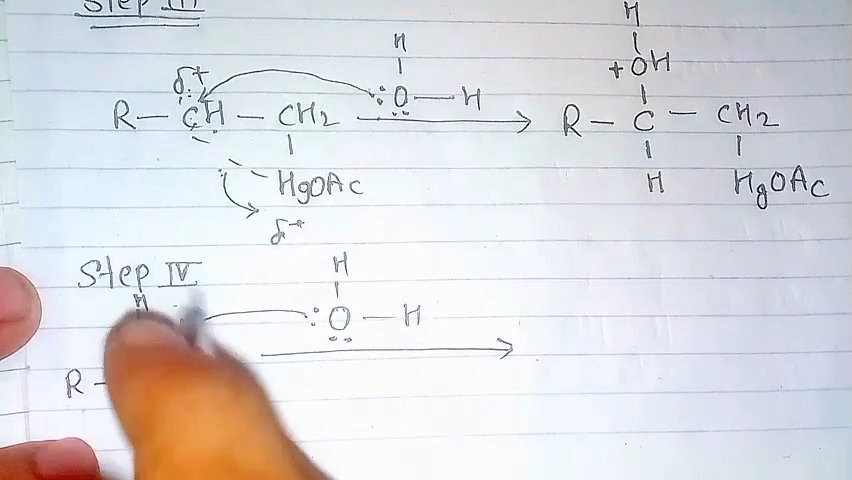 Step III
H
H
δ+
+OH
R — CH — CH2
:O — H
R — C — CH2
HgOAc
H
HgOAc
δ+
Step IV
H
H
:O — H
R —